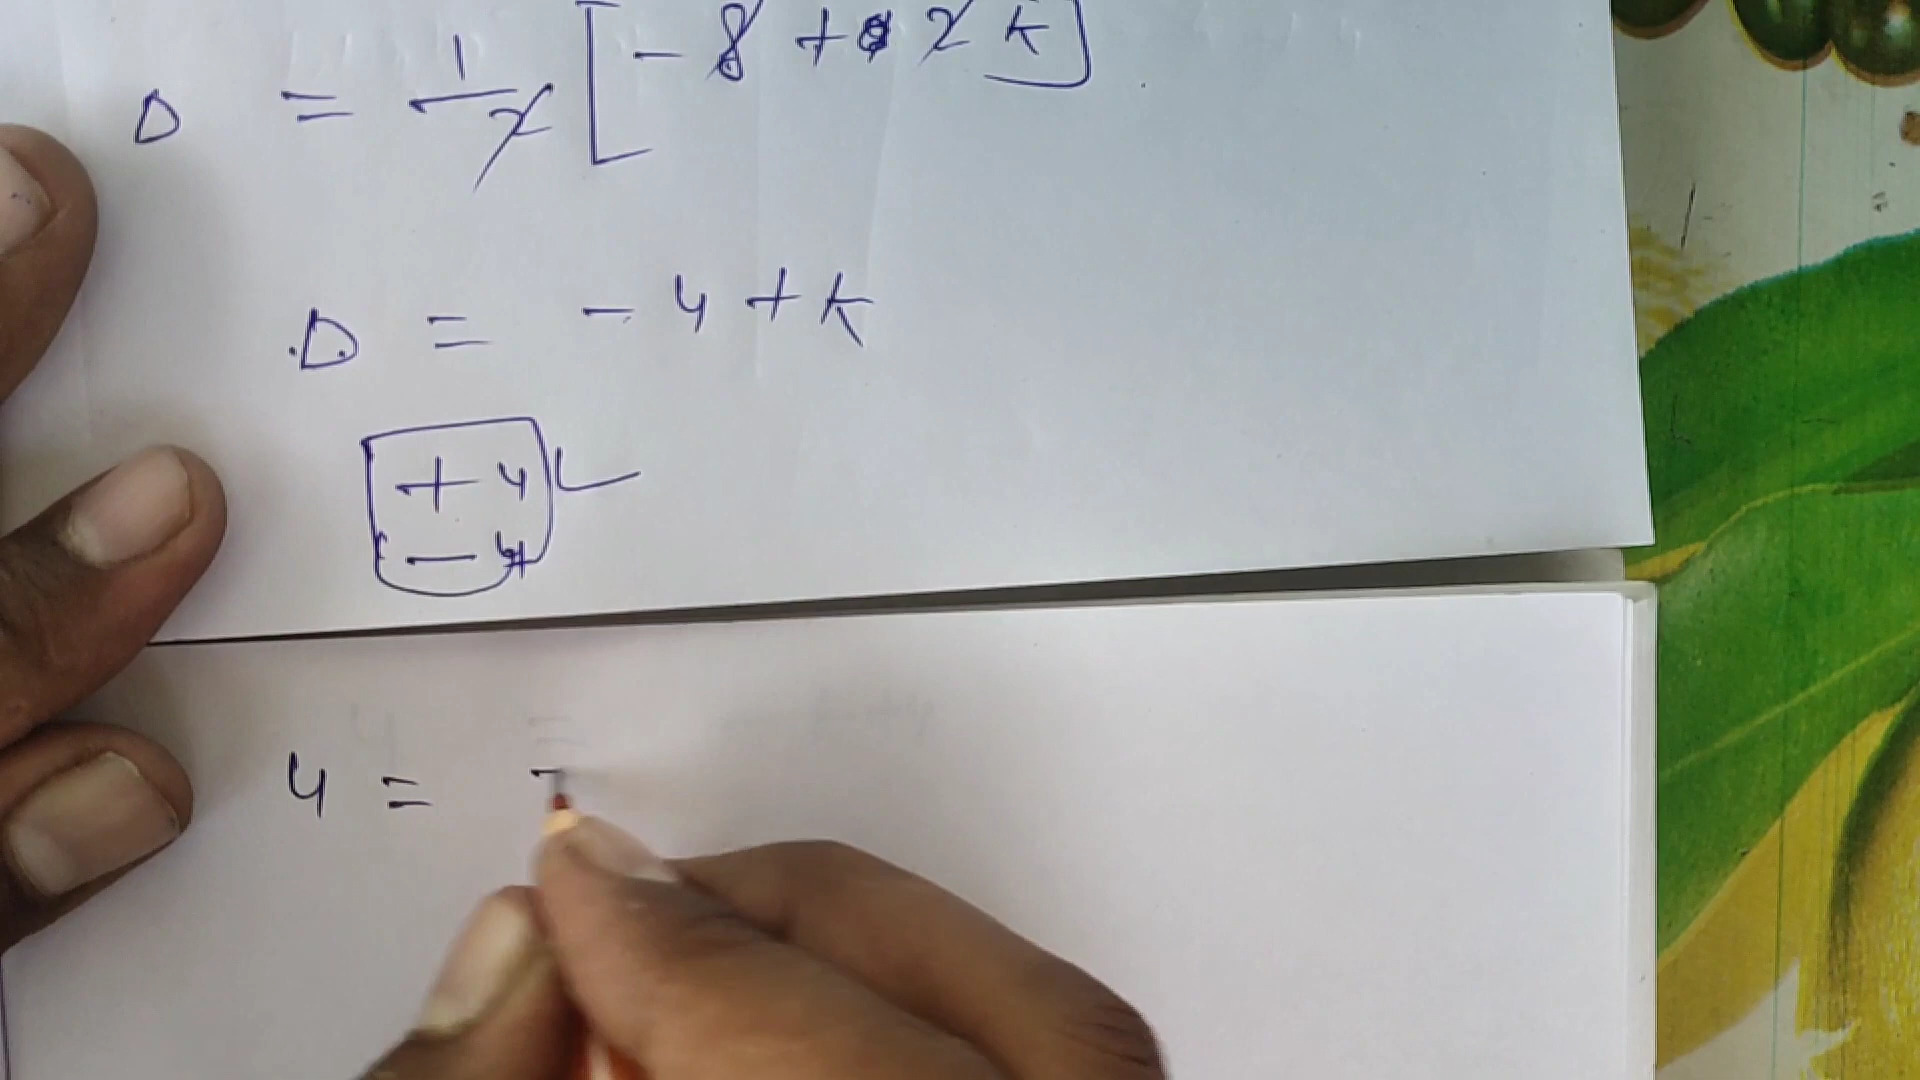 Δ = 1/2 [-8 + 2k]
Δ = -4 + k
+4
-4
4 = -